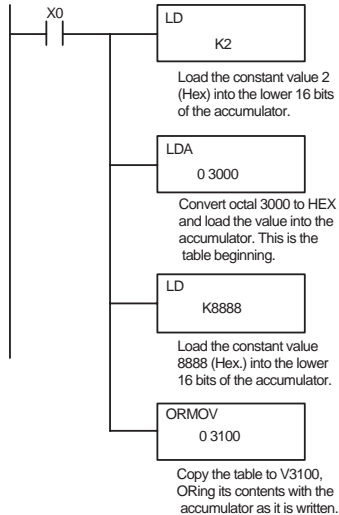 X0
LD
K2
Load the constant value 2
(Hex) into the lower 16 bits
of the accumulator.
LDA
0 3000
Convert octal 3000 to HEX
and load the value into the
accumulator. This is the
table beginning.
LD
K8888
Load the constant value
8888 (Hex.) into the lower
16 bits of the accumulator.
ORMOV
0 3100
Copy the table to V3100,
ORing its contents with the
accumulator as it is written.